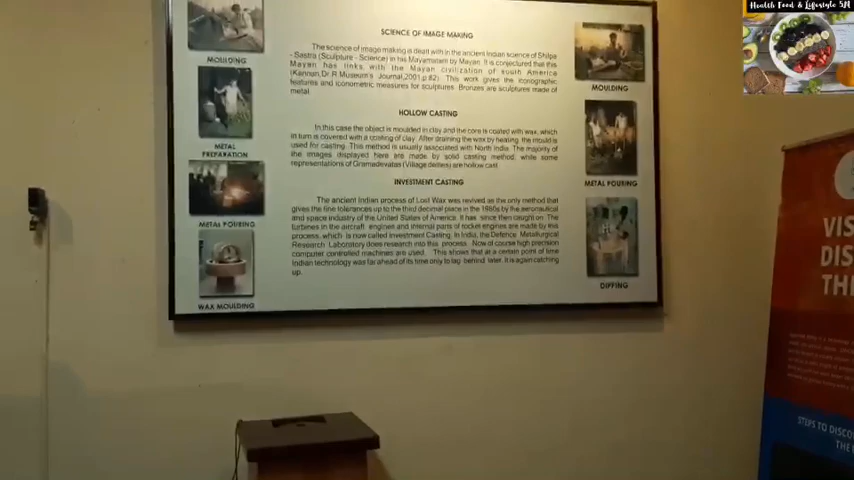 Health Food & Lifestyle SM
SCIENCE OF IMAGE MAKING
The Science of image making is dealt with in the ancient Indian science of Shilpa
Sastra (Sculpture - Science) in his Mayamatam by Mayan. It is conjectured that this
Mayan has links with the Mayan civilization of South America
(Kannan, Dr.R Museum's Journal, 2001, p.82). This work gives the iconographic
features and iconometric measures for sculptures. Bronzes are sculptures made of
metal.
HOLLOW CASTING
In this case the object is moulded in clay and the core is coated with wax, which
in turn is covered with a coating of clay. After draining the wax by heating, the mould is
used for casting. This method is usually associated with North India. The majority of
the images displayed here are made by solid casting method, while some
representations of Gramadevatas (Village deities) are hollow cast.
INVESTMENT CASTING
The ancient Indian process of Lost Wax was revived as the only method that
gives the fine tolerances up to the third decimal place in the 1880s by the aeronautical
and space industry of the United States of America. It has since then caught on. The
turbines in aircraft, engines and internal parts of rocket engines are made by this
process, which is now called Investment Casting. In India, the Defence Metallurgical
Research Laboratory does research into this process. Now of course high precision
computer controlled machines are used. This shows that at a certain point of time
Indian technology was far ahead of its time only to lag behind later. It is again catching
up.
MOULDING
METAL
PREPARATION
METAL POURING
WAX MOULDING
MOULDING
METAL POURING
DIPPING
STEPS TO DISCO